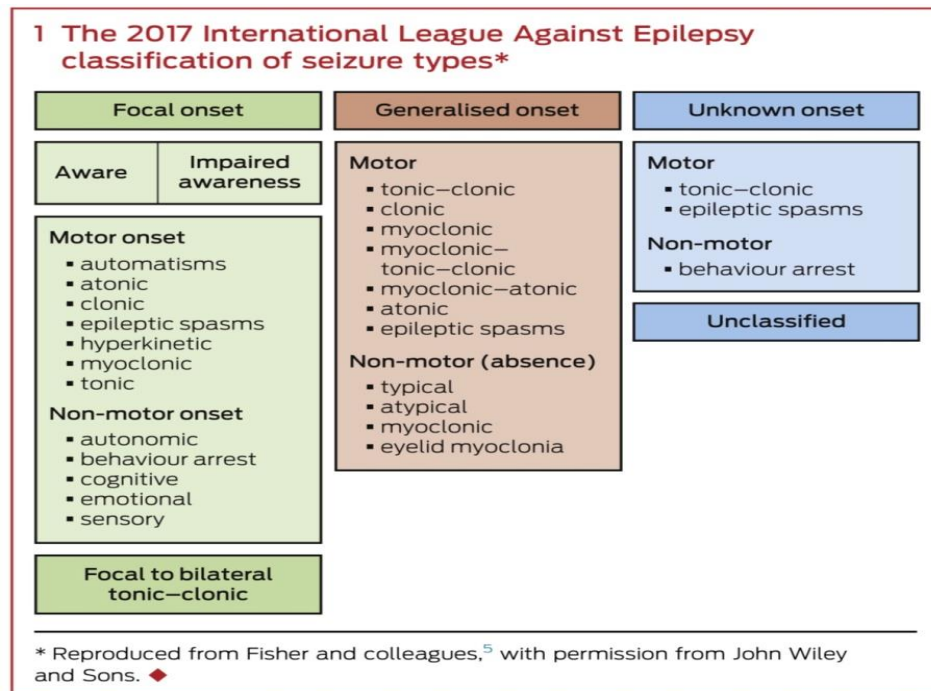 1 The 2017 International League Against Epilepsy
classification of seizure types*
Focal onset
Aware
Impaired
awareness
Motor onset
▪ automatisms
▪ atonic
▪ clonic
▪ epileptic spasms
▪ hyperkinetic
▪ myoclonic
▪ tonic
Non-motor onset
▪ autonomic
▪ behaviour arrest
▪ cognitive
▪ emotional
▪ sensory
Focal to bilateral
tonic–clonic
Generalised onset
Motor
▪ tonic–clonic
▪ clonic
▪ myoclonic
▪ myoclonic–
tonic–clonic
▪ myoclonic–atonic
▪ atonic
▪ epileptic spasms
Non-motor (absence)
▪ typical
▪ atypical
▪ myoclonic
▪ eyelid myoclonia
Unknown onset
Motor
▪ tonic–clonic
▪ epileptic spasms
Non-motor
▪ behaviour arrest
Unclassified
* Reproduced from Fisher and colleagues,5 with permission from John Wiley
and Sons. ◆